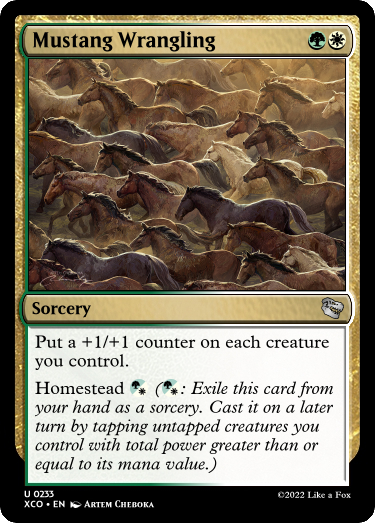 Mustang Wrangling
Sorcery
Put a +1/+1 counter on each creature
you control.
Homestead (: Exile this card from
your hand as a sorcery. Cast it on a later
turn by tapping untapped creatures you
control with total power greater than or
equal to its mana value.)
U 0233
XCO • EN Artem Cheboka
©2022 Like a Fox